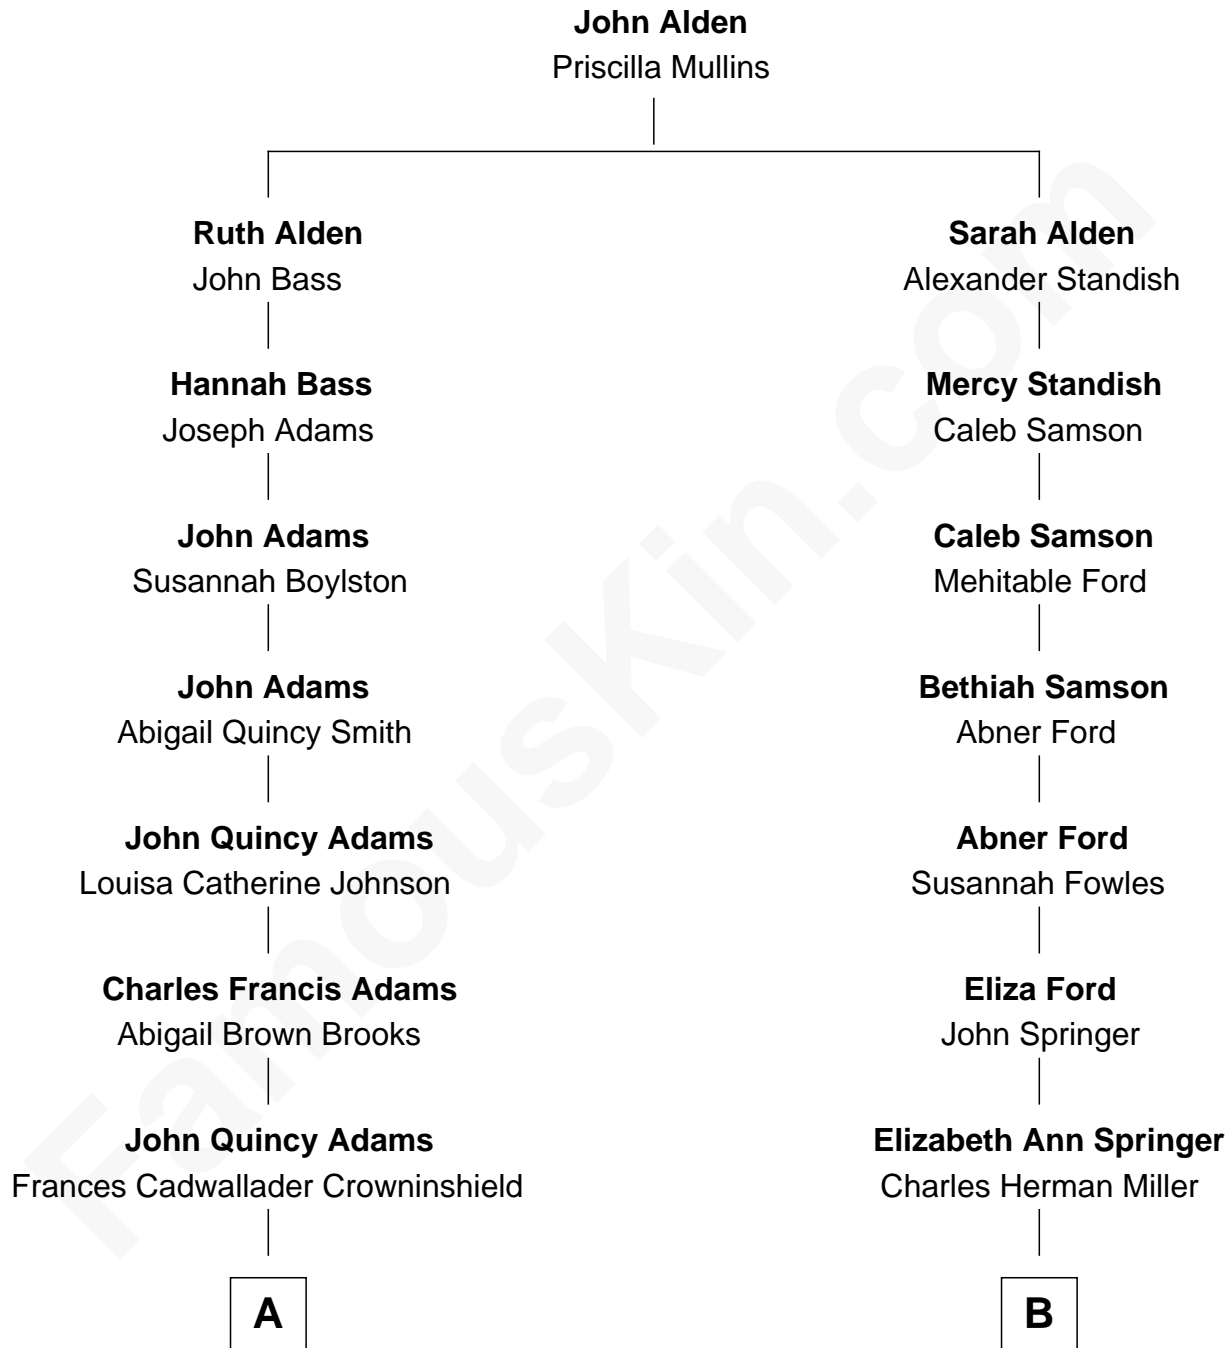 John Alden
Priscilla Mullins
Ruth Alden
John Bass
Sarah Alden
Alexander Standish
Hannah Bass
Joseph Adams
Mercy Standish
Caleb Samson
John Adams
Susannah Boylston
Caleb Samson
Mehitable Ford
John Adams
Abigail Quincy Smith
Bethiah Samson
Abner Ford
John Quincy Adams
Louisa Catherine Johnson
Abner Ford
Susannah Fowles
Charles Francis Adams
Abigail Brown Brooks
Eliza Ford
John Springer
John Quincy Adams
Frances Cadwallader Crowninshield
Elizabeth Ann Springer
Charles Herman Miller
A
B
FamousKin.com